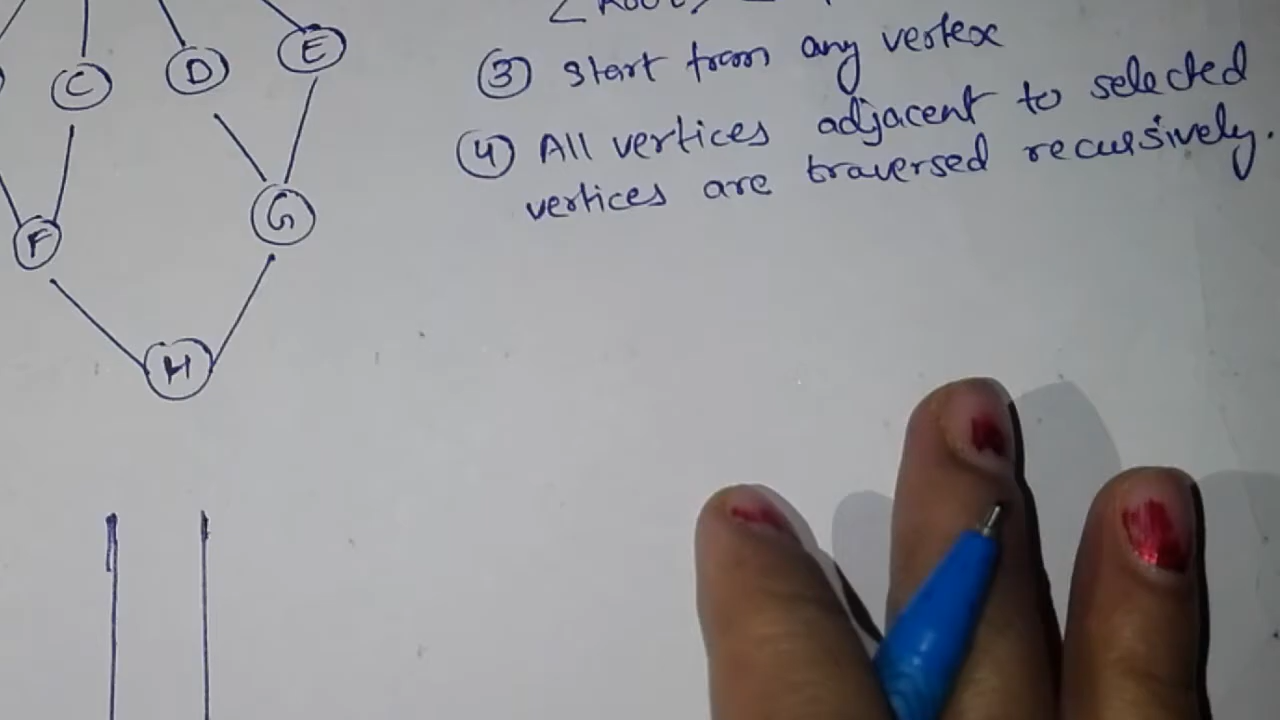 E
C
D
③ Start from any vertex
④ All vertices adjacent to selected
vertices are traversed recursively.
G
F
H